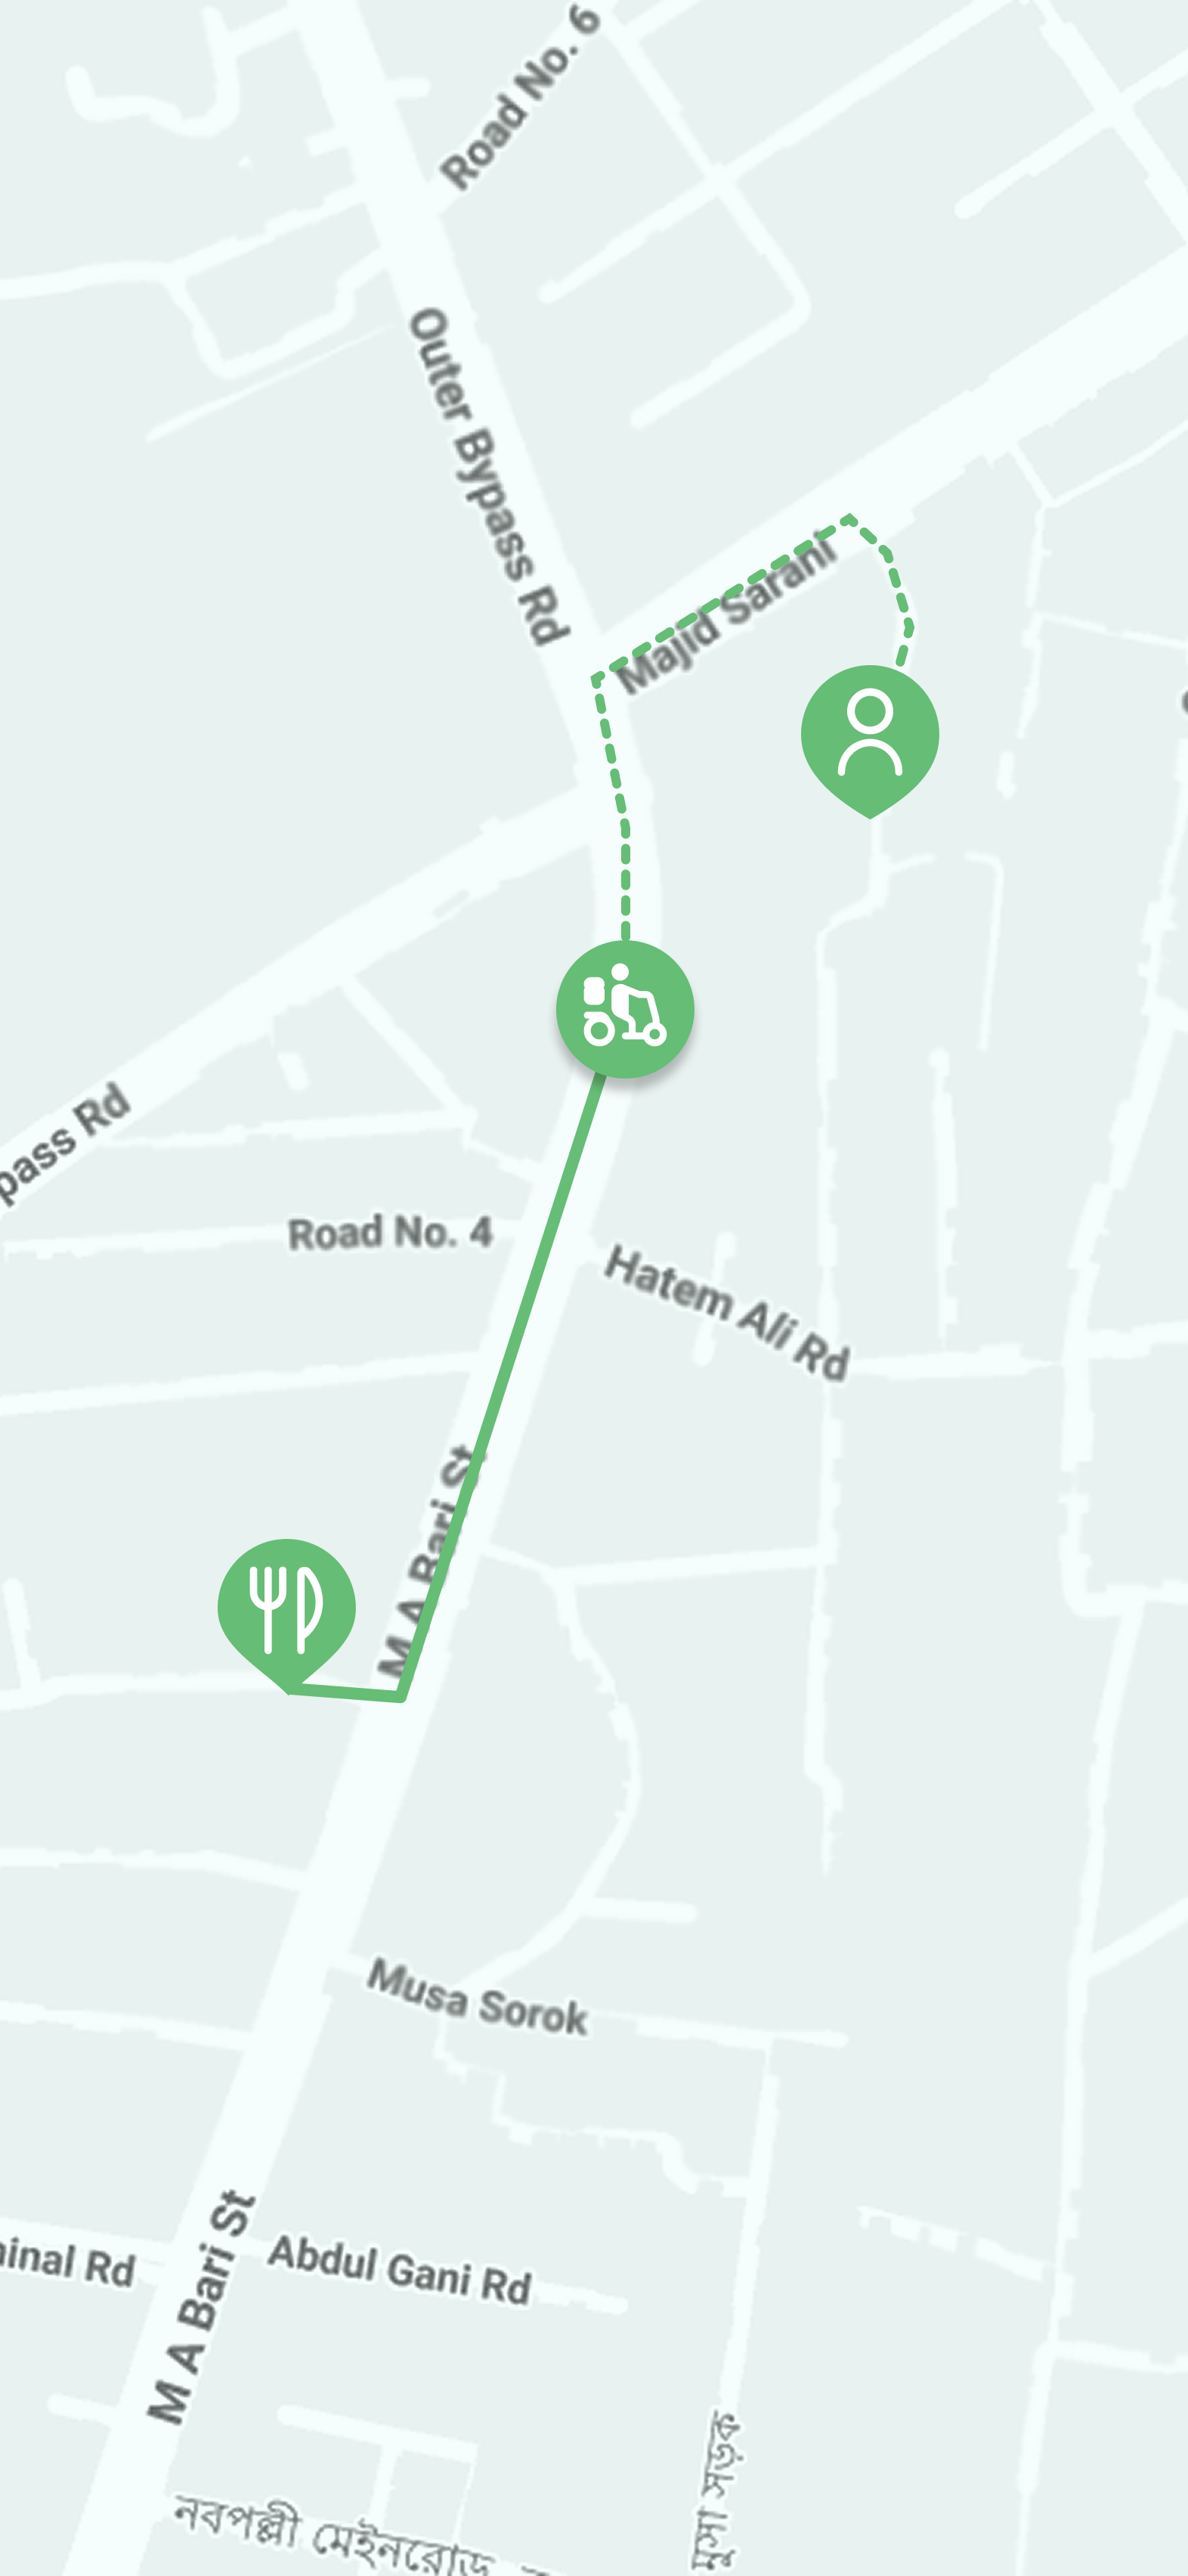 Road No. 6
Outer Bypass Rd
Majid Sarani
pass Rd
Road No. 4
Hatem Ali Rd
M A Bari St
Musa Sorok
inal Rd
Abdul Gani Rd
M A Bari St
মুসা সড়ক
নবপল্লী মেইনরোড